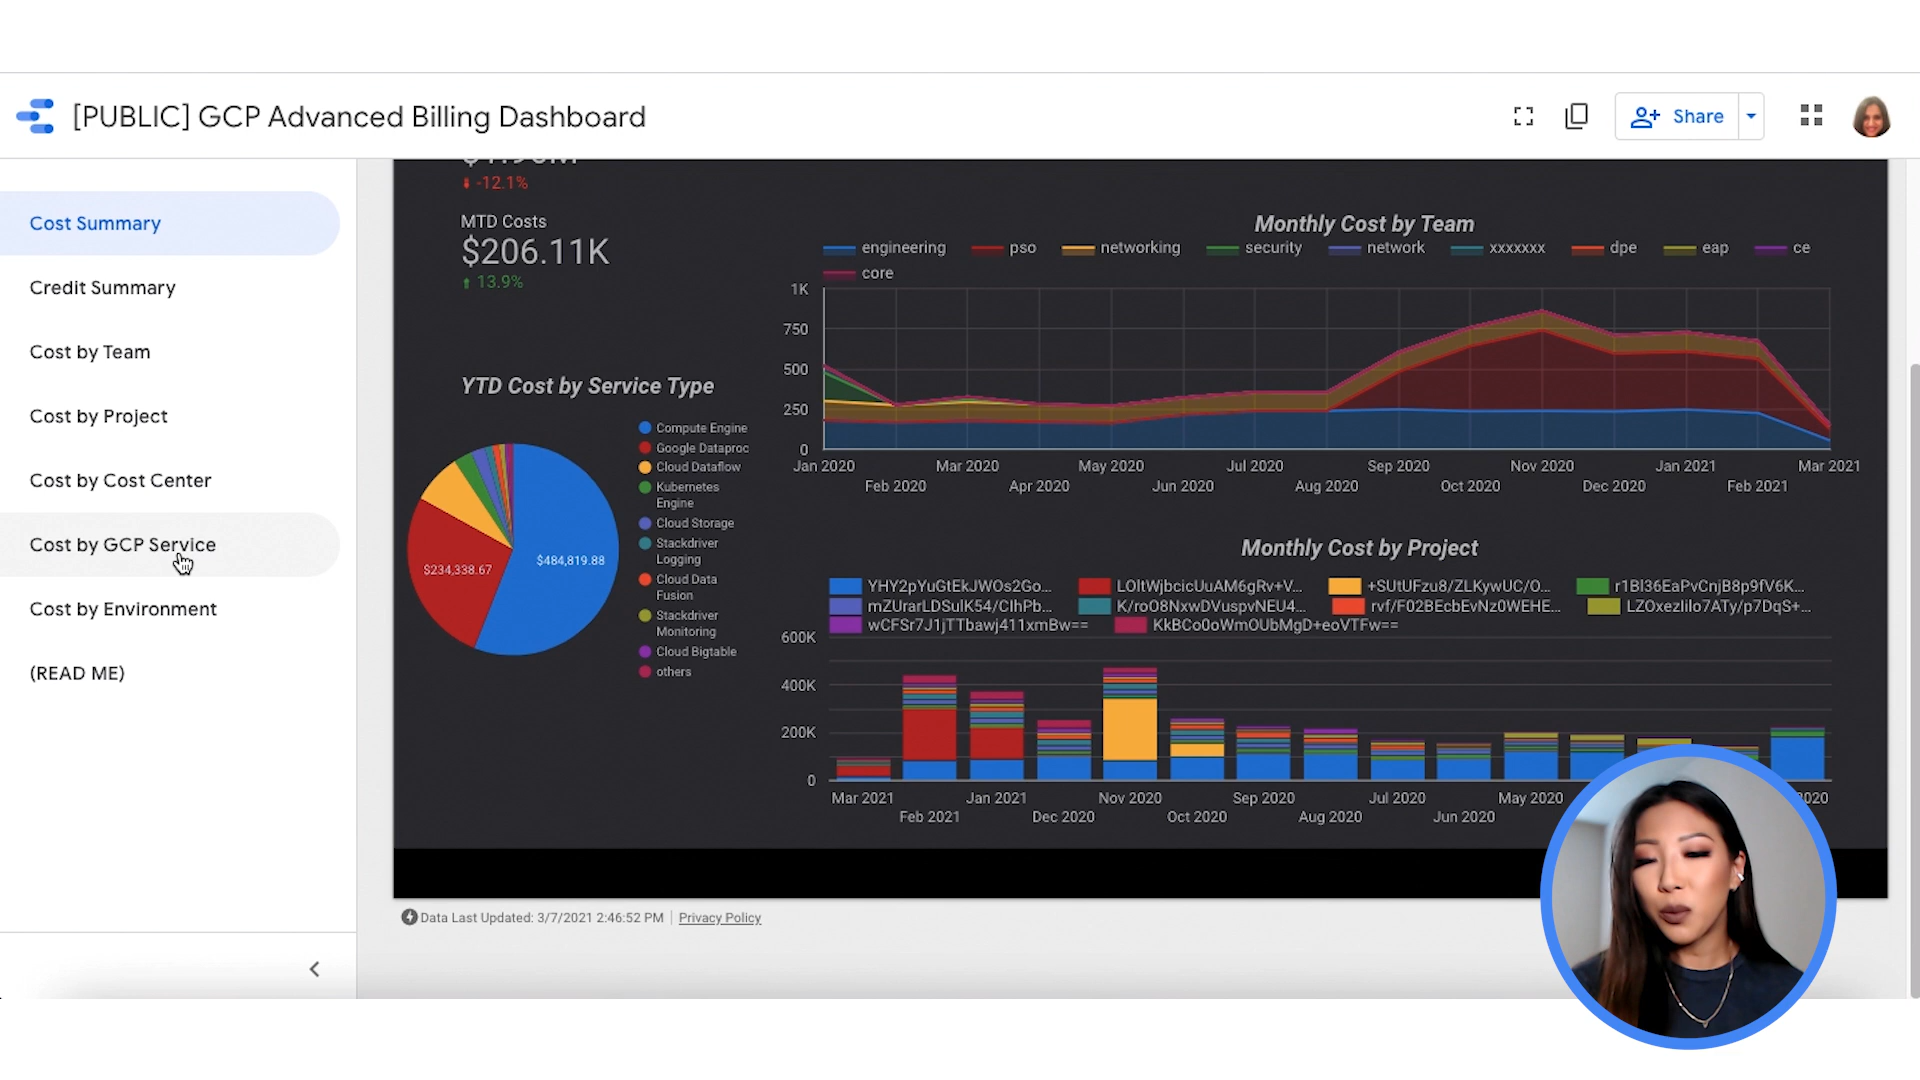 [PUBLIC] GCP Advanced Billing Dashboard
Share
Cost Summary
Credit Summary
Cost by Team
Cost by Project
Cost by Cost Center
Cost by GCP Service
Cost by Environment
(READ ME)
-12.1%
MTD Costs
$206.11K
13.9%
YTD Cost by Service Type
$234,338.67
$484,819.88
Compute Engine
Google Dataproc
Cloud Dataflow
Kubernetes
Engine
Cloud Storage
Stackdriver
Logging
Cloud Data
Fusion
Stackdriver
Monitoring
Cloud Bigtable
others
Monthly Cost by Team
engineering pso networking security network xxxxxxx dpe eap ce
core
1K
750
500
250
0
Jan 2020 Mar 2020 May 2020 Jul 2020 Sep 2020 Nov 2020 Jan 2021 Mar 2021
Feb 2020 Apr 2020 Jun 2020 Aug 2020 Oct 2020 Dec 2020 Feb 2021
Monthly Cost by Project
YHY2pYuGtEkJWOs2Go... LOltWjbcicUuAM6gRv+V... +SUtUFzu8/ZLKywUC/O... r1Bl36EaPvCnjB8p9fV6K...
mZUrarLDSulK54/CIhPb... K/roO8NxwDVuspvNEU4... rvf/F02BEcbEvNz0WEHE... LZOxezlilo7ATy/p7DqS+...
wCFSr7J1jTTbawj411xmBw== KkBCo0oWmOUbMgD+eoVTFw==
600K
400K
200K
0
Mar 2021 Jan 2021 Nov 2020 Sep 2020 Jul 2020 May 2020
Feb 2021 Dec 2020 Oct 2020 Aug 2020 Jun 2020
Data Last Updated: 3/7/2021 2:46:52 PM Privacy Policy